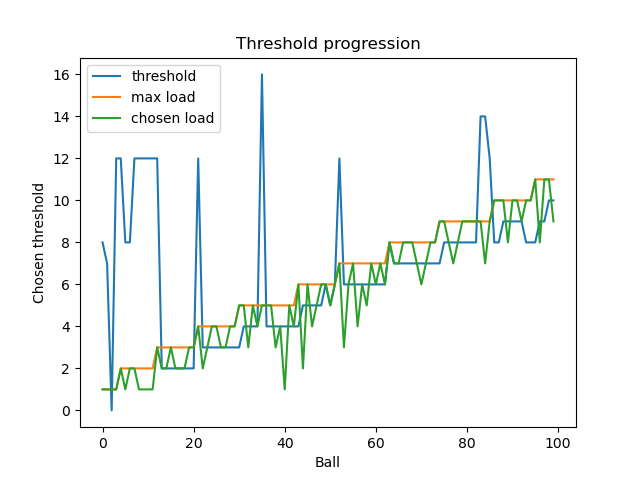 Threshold progression
threshold
max load
chosen load
Chosen threshold
16
14
12
10
8
6
4
2
0
0 20 40 60 80 100
Ball